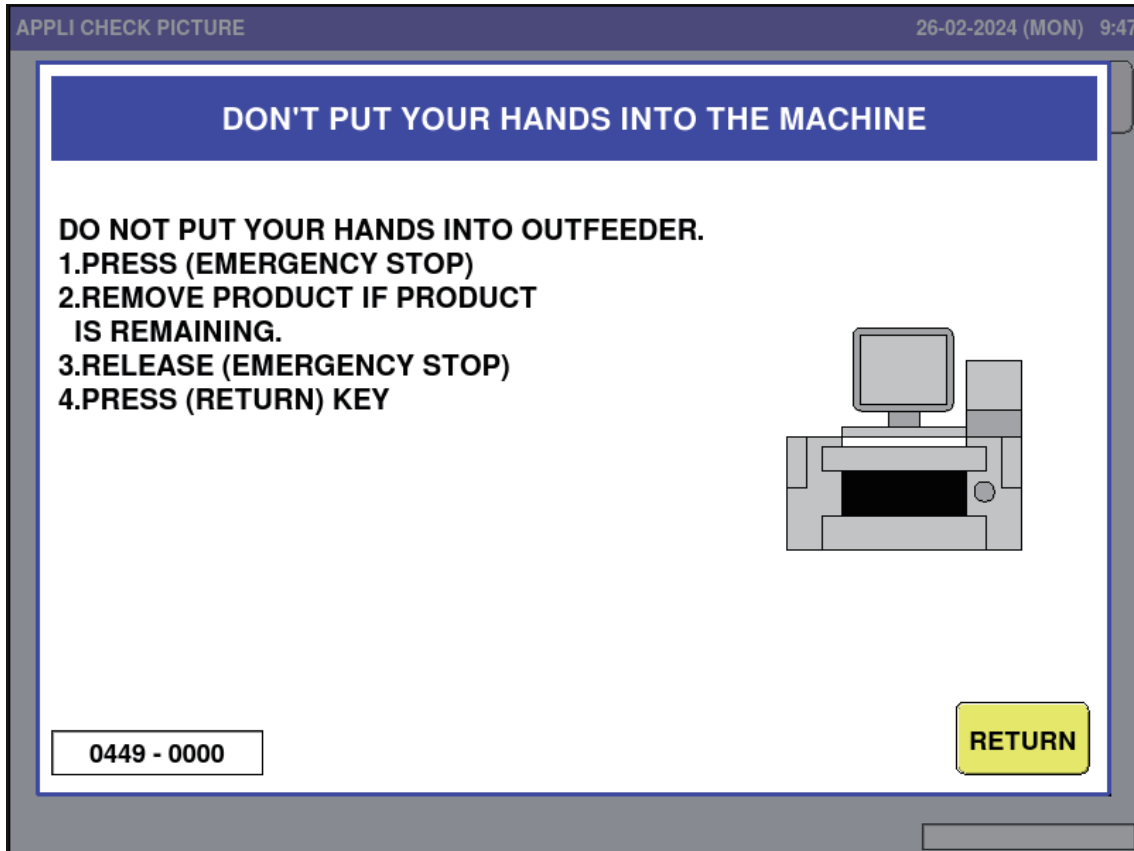 APPLI CHECK PICTURE 26-02-2024 (MON) 9:47
DON'T PUT YOUR HANDS INTO THE MACHINE
DO NOT PUT YOUR HANDS INTO OUTFEEDER.
1.PRESS (EMERGENCY STOP)
2.REMOVE PRODUCT IF PRODUCT
IS REMAINING.
3.RELEASE (EMERGENCY STOP)
4.PRESS (RETURN) KEY
0449 - 0000
RETURN